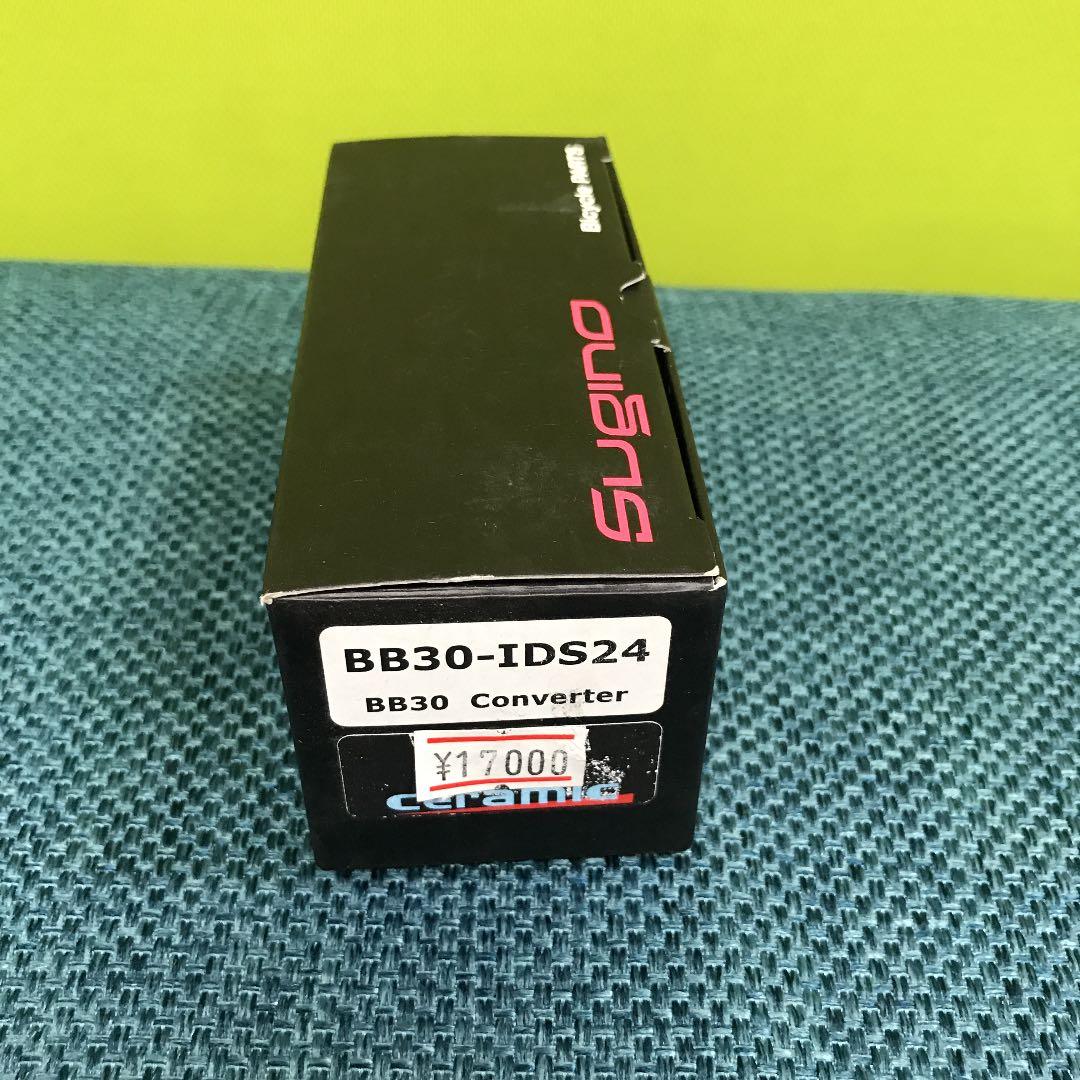 Bicycle PARTS
Sugino
BB30-IDS24
BB30 Converter
¥17000
ceramic